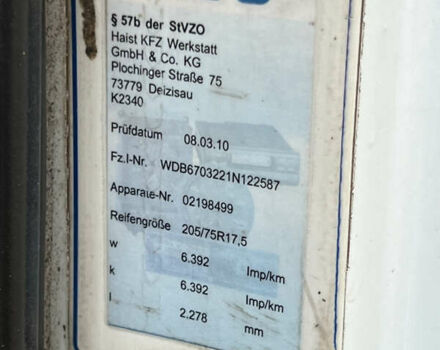 § 57b der StVZO
Haist KFZ Werkstatt
GmbH & Co. KG
Plochinger Straße 75
73779 Deizisau
K2340
Prüfdatum 08.03.10
Fz.I-Nr. WDB6703221N122587
Apparate-Nr. 02198499
Reifengröße 205/75R17,5
w 6.392 Imp/km
k 6.392 Imp/km
l 2.278 mm